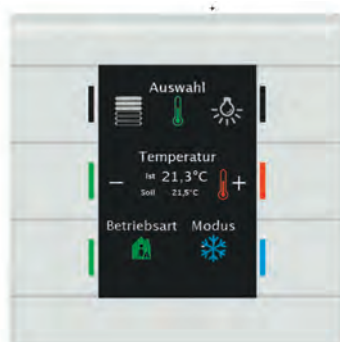 Auswahl
Temperatur
− Ist 21,3°C +
Soll 21,5°C
Betriebsart Modus